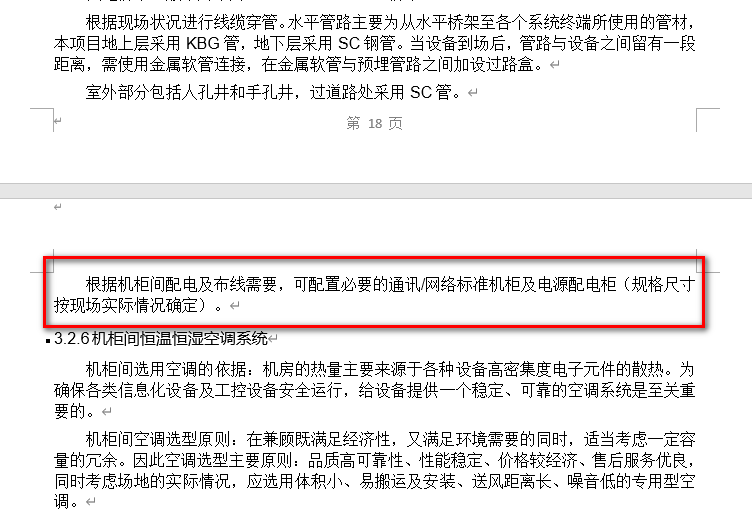 根据现场状况进行线缆穿管。水平管路主要为从水平桥架至各个系统终端所使用的管材，
本项目地上层采用 KBG 管，地下层采用 SC 钢管。当设备到场后，管路与设备之间留有一段
距离，需使用金属软管连接，在金属软管与预埋管路之间加设过路盒。
室外部分包括人孔井和手孔井，过道路处采用 SC 管。
第 18 页
根据机柜间配电及布线需要，可配置必要的通讯/网络标准机柜及电源配电柜（规格尺寸
按现场实际情况确定）。
3.2.6 机柜间恒温恒湿空调系统
机柜间选用空调的依据：机房的热量主要来源于各种设备高密集度电子元件的散热。为
确保各类信息化设备及工控设备安全运行，给设备提供一个稳定、可靠的空调系统是至关重
要的。
机柜间空调选型原则：在兼顾既满足经济性，又满足环境需要的同时，适当考虑一定容
量的冗余。因此空调选型主要原则：品质高可靠性、性能稳定、价格较经济、售后服务优良，
同时考虑场地的实际情况，应选用体积小、易搬运及安装、送风距离长、噪音低的专用型空
调。